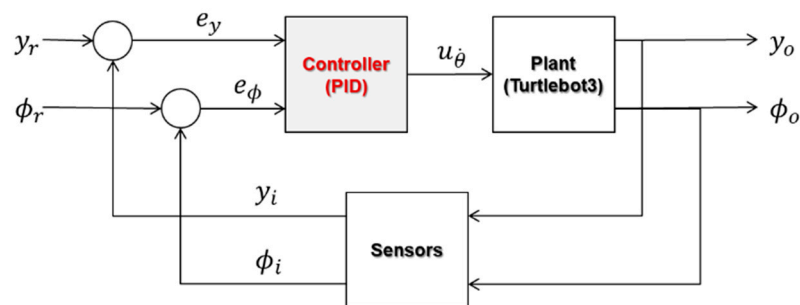 y_r
e_y
Controller
(PID)
u_θ̇
Plant
(Turtlebot3)
y_o
ϕ_r
e_ϕ
ϕ_o
y_i
Sensors
ϕ_i